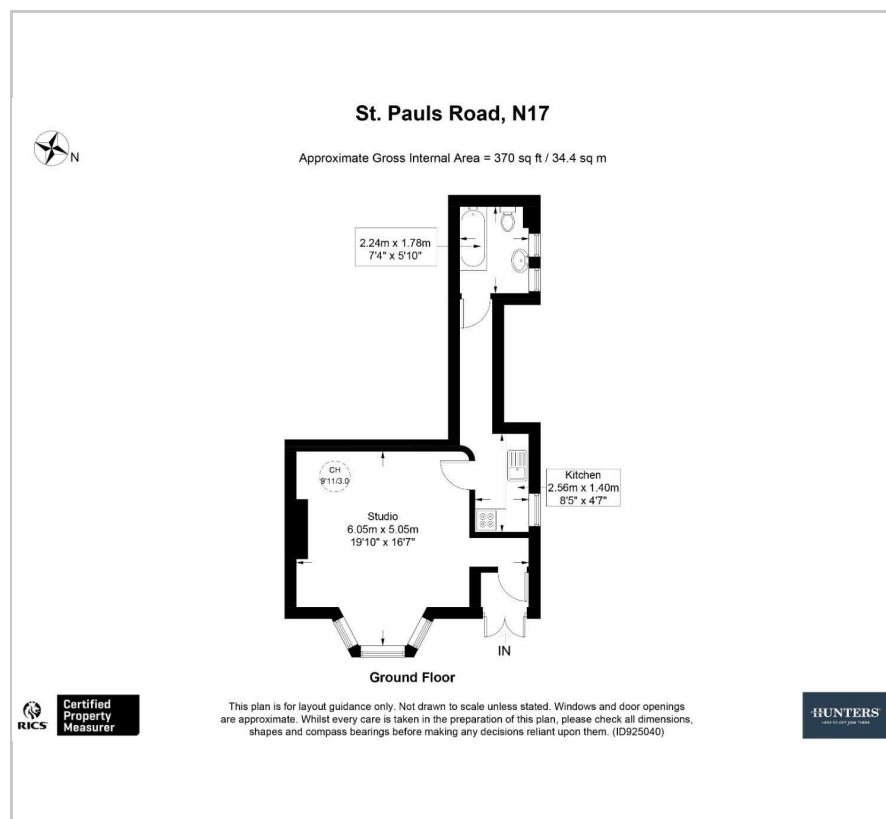 St. Pauls Road, N17
N
Approximate Gross Internal Area = 370 sq ft / 34.4 sq m
2.24m x 1.78m
7'4" x 5'10"
CH
9'11/3.0
Studio
6.05m x 5.05m
19'10" x 16'7"
Kitchen
2.56m x 1.40m
8'5" x 4'7"
IN
Ground Floor
RICS
Certified
Property
Measurer
This plan is for layout guidance only. Not drawn to scale unless stated. Windows and door openings
are approximate. Whilst every care is taken in the preparation of this plan, please check all dimensions,
shapes and compass bearings before making any decisions reliant upon them. (ID925040)
HUNTERS
HERE TO GET you THERE